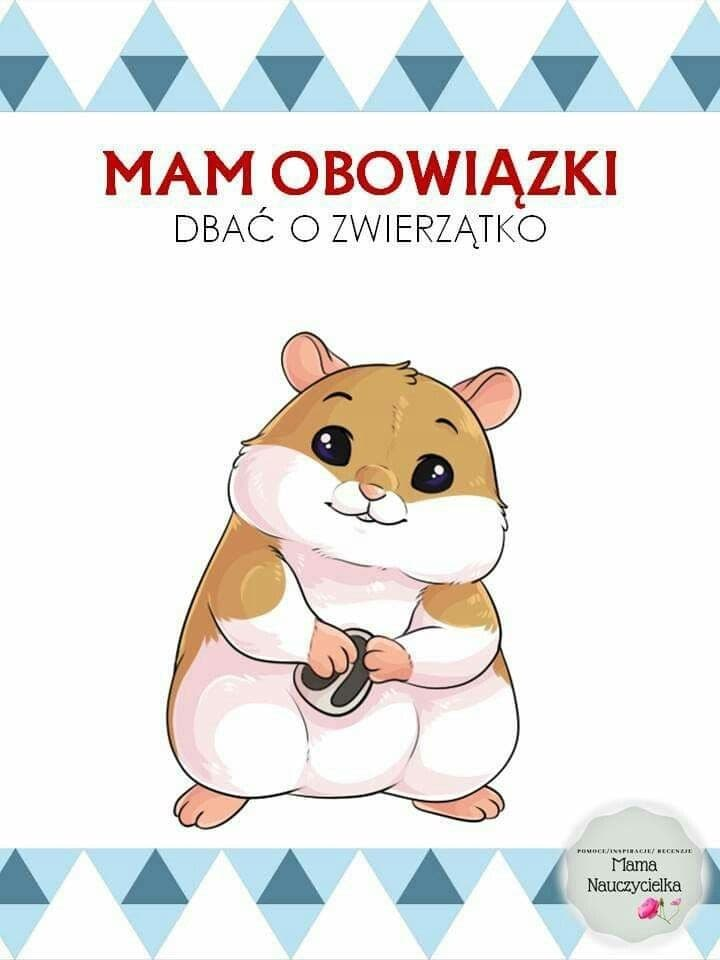 MAM OBOWIĄZKI
DBAĆ O ZWIERZĄTKO
POMOCE/INSPIRACJE/ RECENZJE
Mama
Nauczycielka